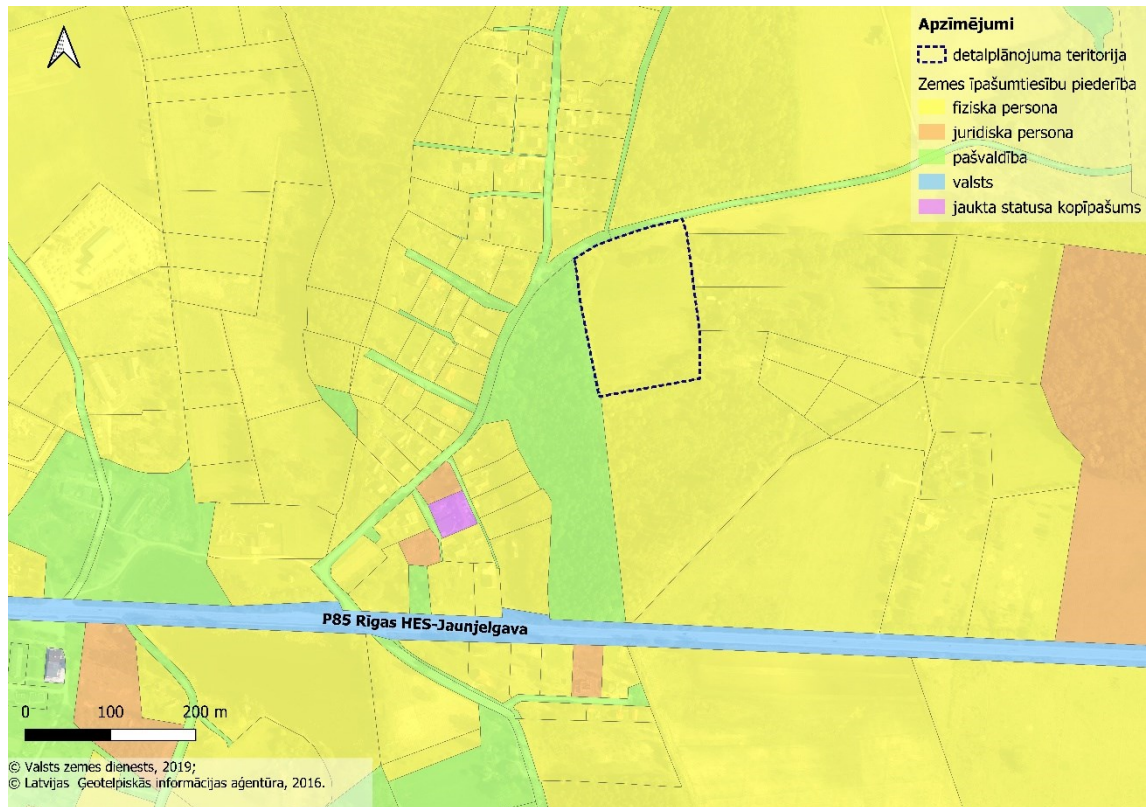 Apzīmējumi
detalplānojuma teritorija
Zemes īpašumtiesību piederība
fiziska persona
juridiska persona
pašvaldība
valsts
jaukta statusa kopīpašums
P85 Rīgas HES-Jaunjelgava
0 100 200 m
© Valsts zemes dienests, 2019;
© Latvijas Ģeotelpiskās informācijas aģentūra, 2016.